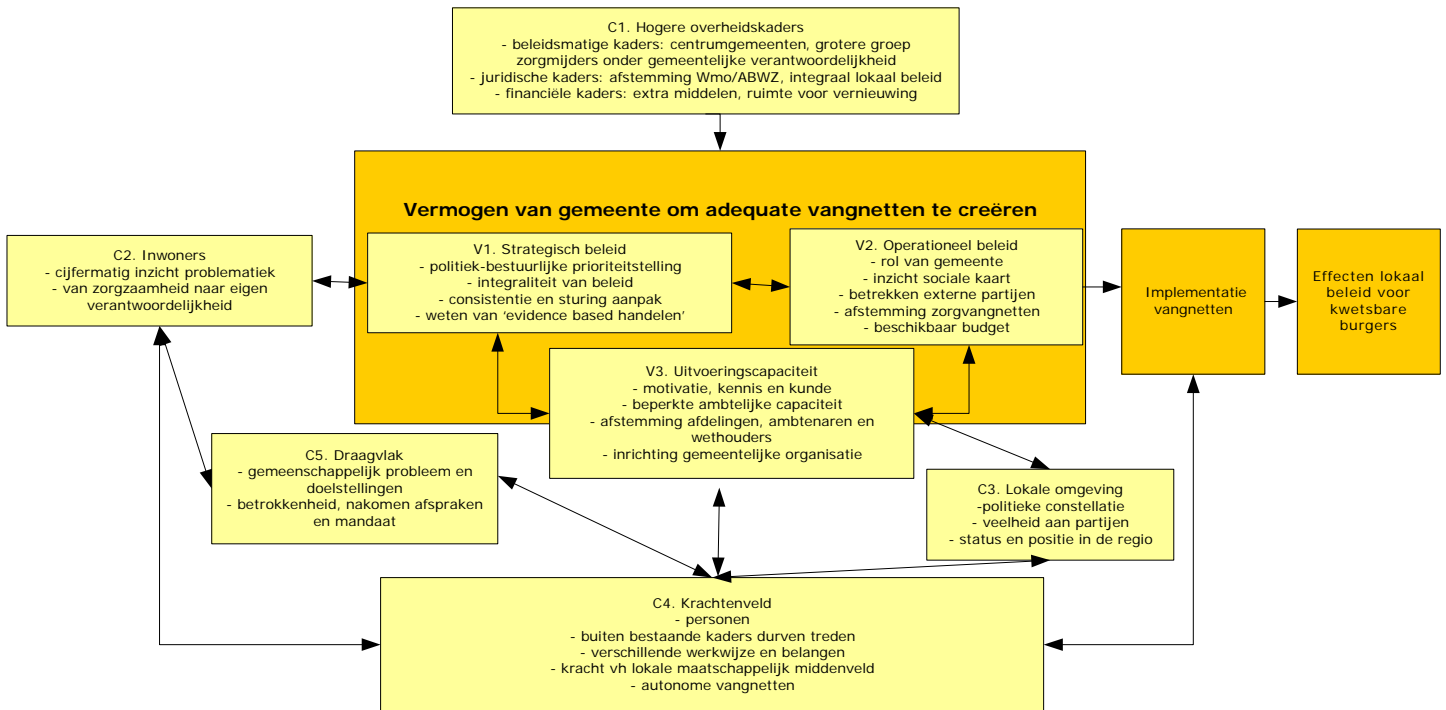 C1. Hogere overheidskaders
- beleidsmatige kaders: centrumgemeenten, grotere groep
zorgmijders onder gemeentelijke verantwoordelijkheid
- juridische kaders: afstemming Wmo/ABWZ, integraal lokaal beleid
- financiële kaders: extra middelen, ruimte voor vernieuwing
Vermogen van gemeente om adequate vangnetten te creëren
C2. Inwoners
- cijfermatig inzicht problematiek
- van zorgzaamheid naar eigen
verantwoordelijkheid
V1. Strategisch beleid
- politiek-bestuurlijke prioriteitstelling
- integraliteit van beleid
- consistentie en sturing aanpak
- weten van ‘evidence based handelen’
V2. Operationeel beleid
- rol van gemeente
- inzicht sociale kaart
- betrekken externe partijen
- afstemming zorgvangnetten
- beschikbaar budget
Implementatie
vangnetten
Effecten lokaal
beleid voor
kwetsbare
burgers
V3. Uitvoeringscapaciteit
- motivatie, kennis en kunde
- beperkte ambtelijke capaciteit
- afstemming afdelingen, ambtenaren en
wethouders
- inrichting gemeentelijke organisatie
C5. Draagvlak
- gemeenschappelijk probleem en
doelstellingen
- betrokkenheid, nakomen afspraken
en mandaat
C3. Lokale omgeving
-politieke constellatie
- veelheid aan partijen
- status en positie in de regio
C4. Krachtenveld
- personen
- buiten bestaande kaders durven treden
- verschillende werkwijze en belangen
- kracht vh lokale maatschappelijk middenveld
- autonome vangnetten